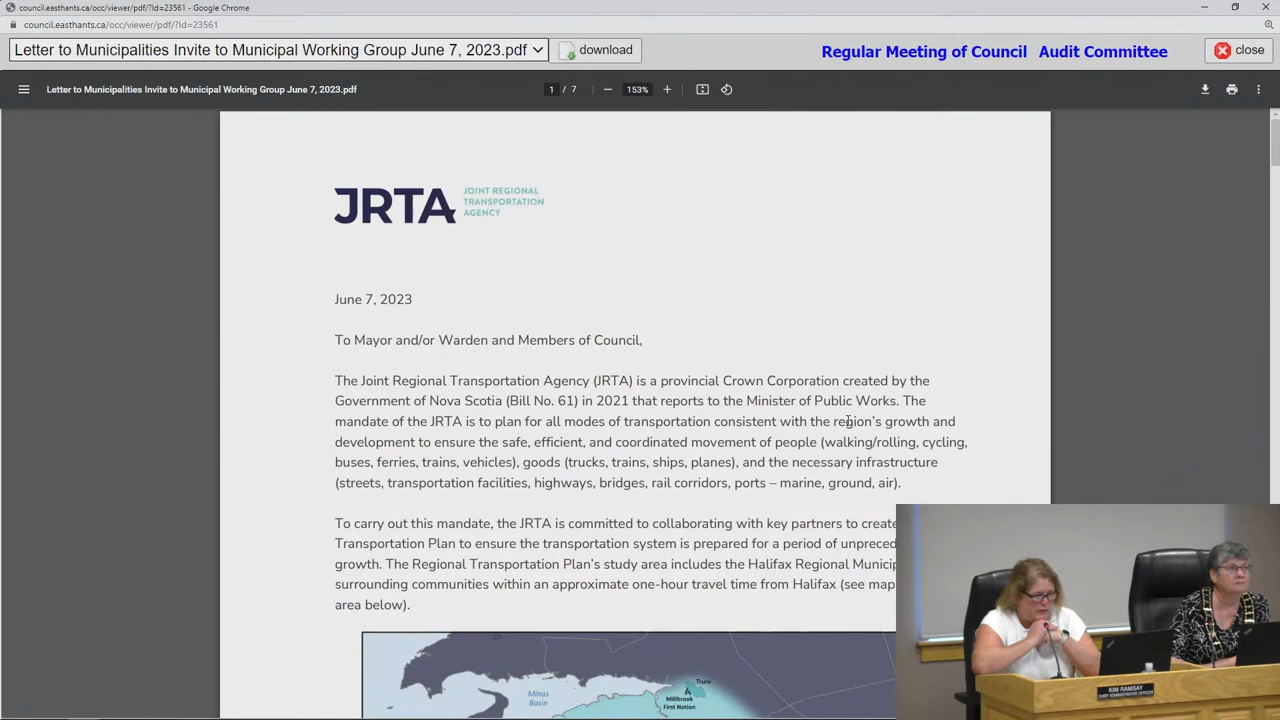 council.easthants.ca/occ/viewer/pdf/?Id=23561 - Google Chrome
council.easthants.ca/occ/viewer/pdf/?Id=23561
Letter to Municipalities Invite to Municipal Working Group June 7, 2023.pdf
download
Regular Meeting of Council Audit Committee
close
Letter to Municipalities Invite to Municipal Working Group June 7, 2023.pdf
1 / 7
153%
JRTA
JOINT REGIONAL
TRANSPORTATION
AGENCY
June 7, 2023
To Mayor and/or Warden and Members of Council,
The Joint Regional Transportation Agency (JRTA) is a provincial Crown Corporation created by the
Government of Nova Scotia (Bill No. 61) in 2021 that reports to the Minister of Public Works. The
mandate of the JRTA is to plan for all modes of transportation consistent with the region's growth and
development to ensure the safe, efficient, and coordinated movement of people (walking/rolling, cycling,
buses, ferries, trains, vehicles), goods (trucks, trains, ships, planes), and the necessary infrastructure
(streets, transportation facilities, highways, bridges, rail corridors, ports – marine, ground, air).
To carry out this mandate, the JRTA is committed to collaborating with key partners to create
Transportation Plan to ensure the transportation system is prepared for a period of unpreced
growth. The Regional Transportation Plan's study area includes the Halifax Regional Municip
surrounding communities within an approximate one-hour travel time from Halifax (see map
area below).
Minas
Basin
Truro
Millbrook
First Nation
KIM RAMSAY
CHIEF ADMINISTRATIVE OFFICER